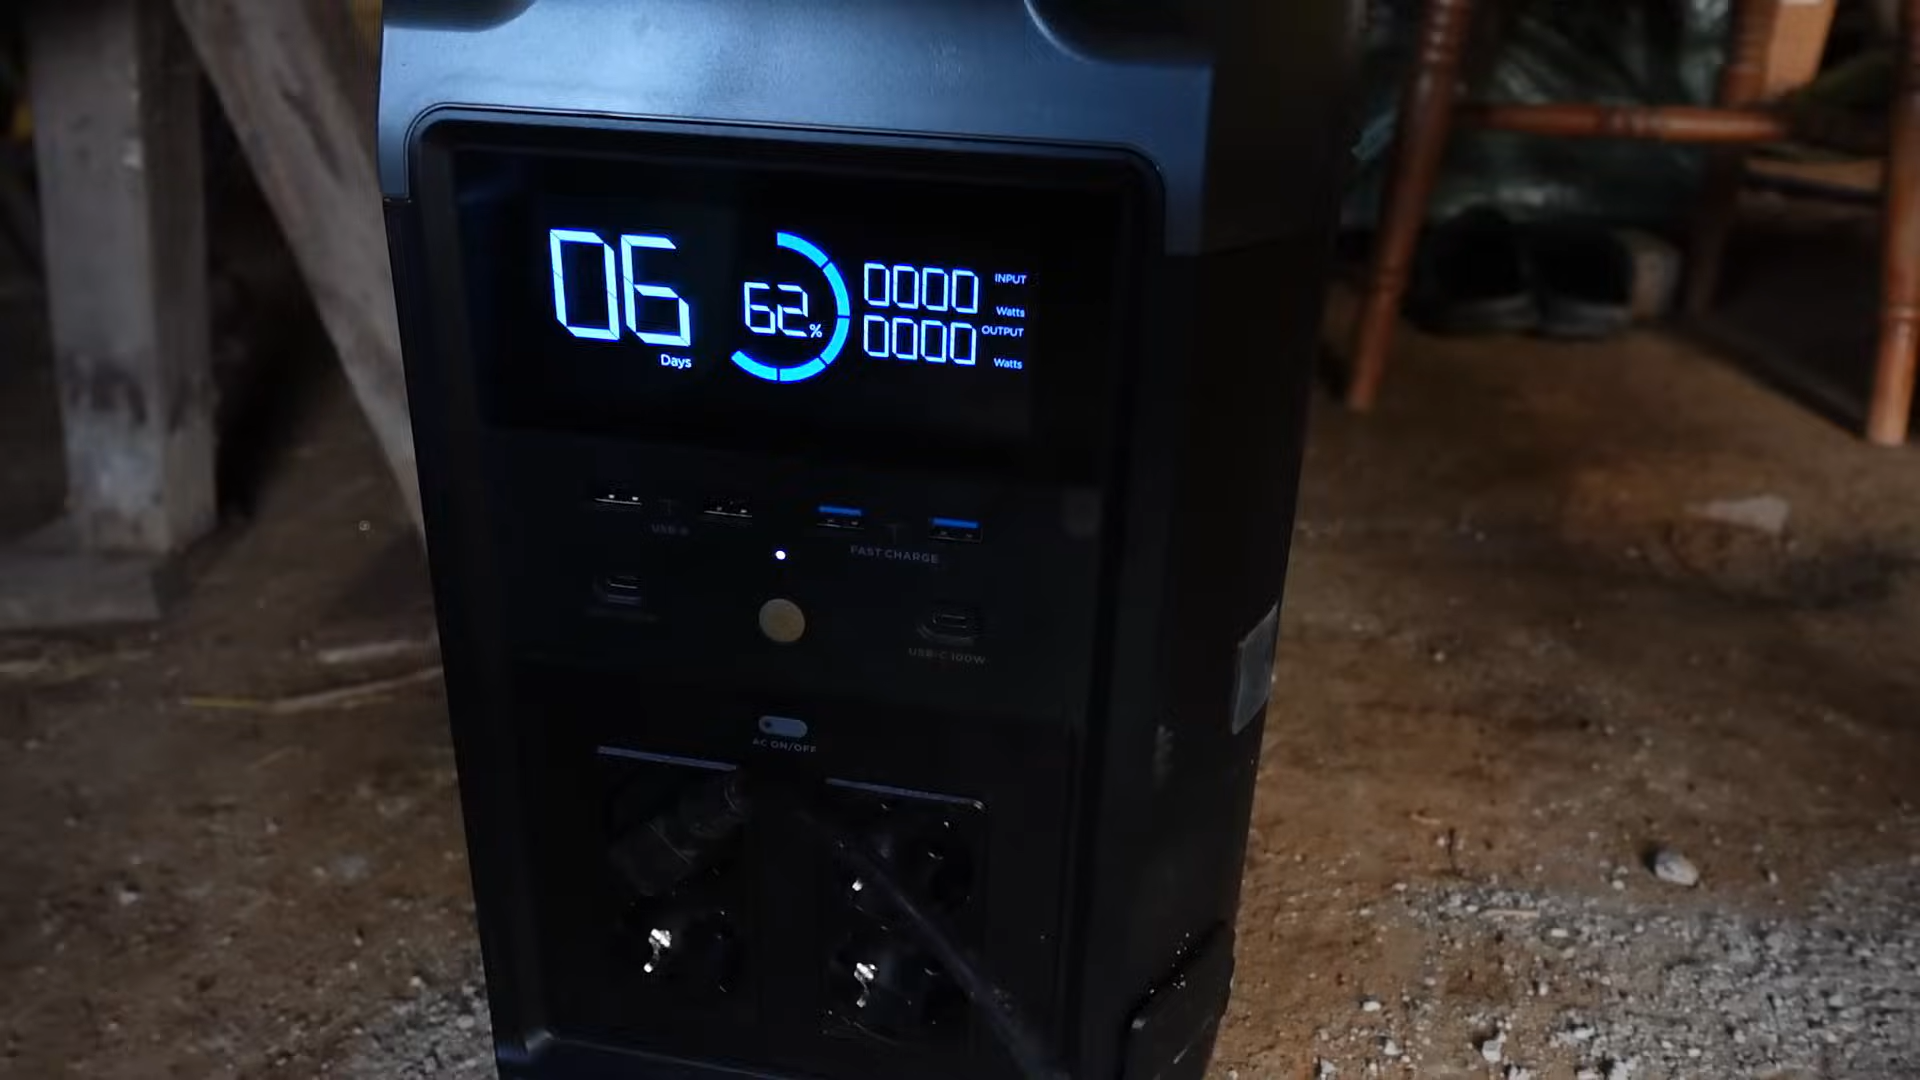 06
Days
62%
0000 INPUT
Watts
0000 OUTPUT
Watts
USB-A
FAST CHARGE
USB-C 100W
AC ON/OFF